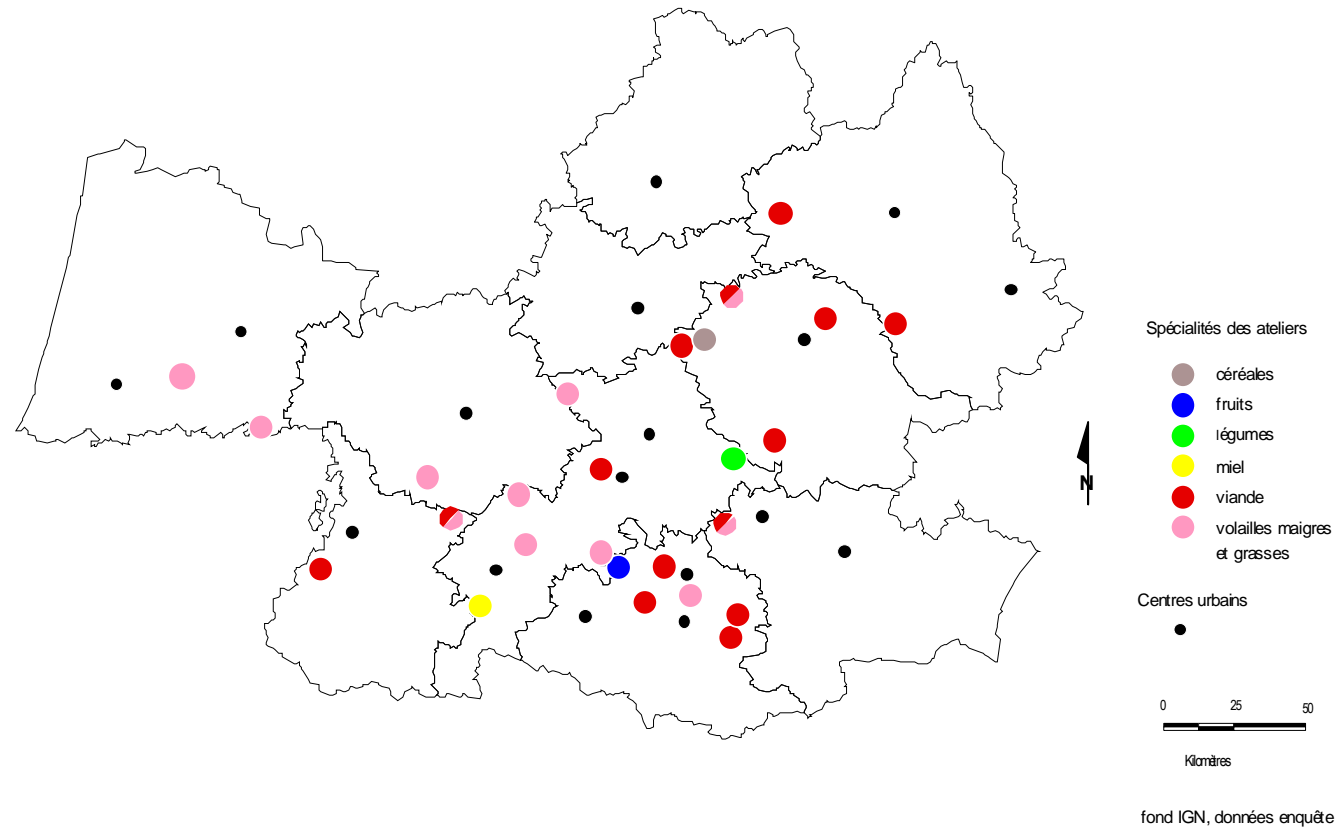 Spécialités des ateliers
céréales
fruits
légumes
miel
viande
volailles maigres
et grasses
N
Centres urbains
0 25 50
Kilomètres
fond IGN, données enquête